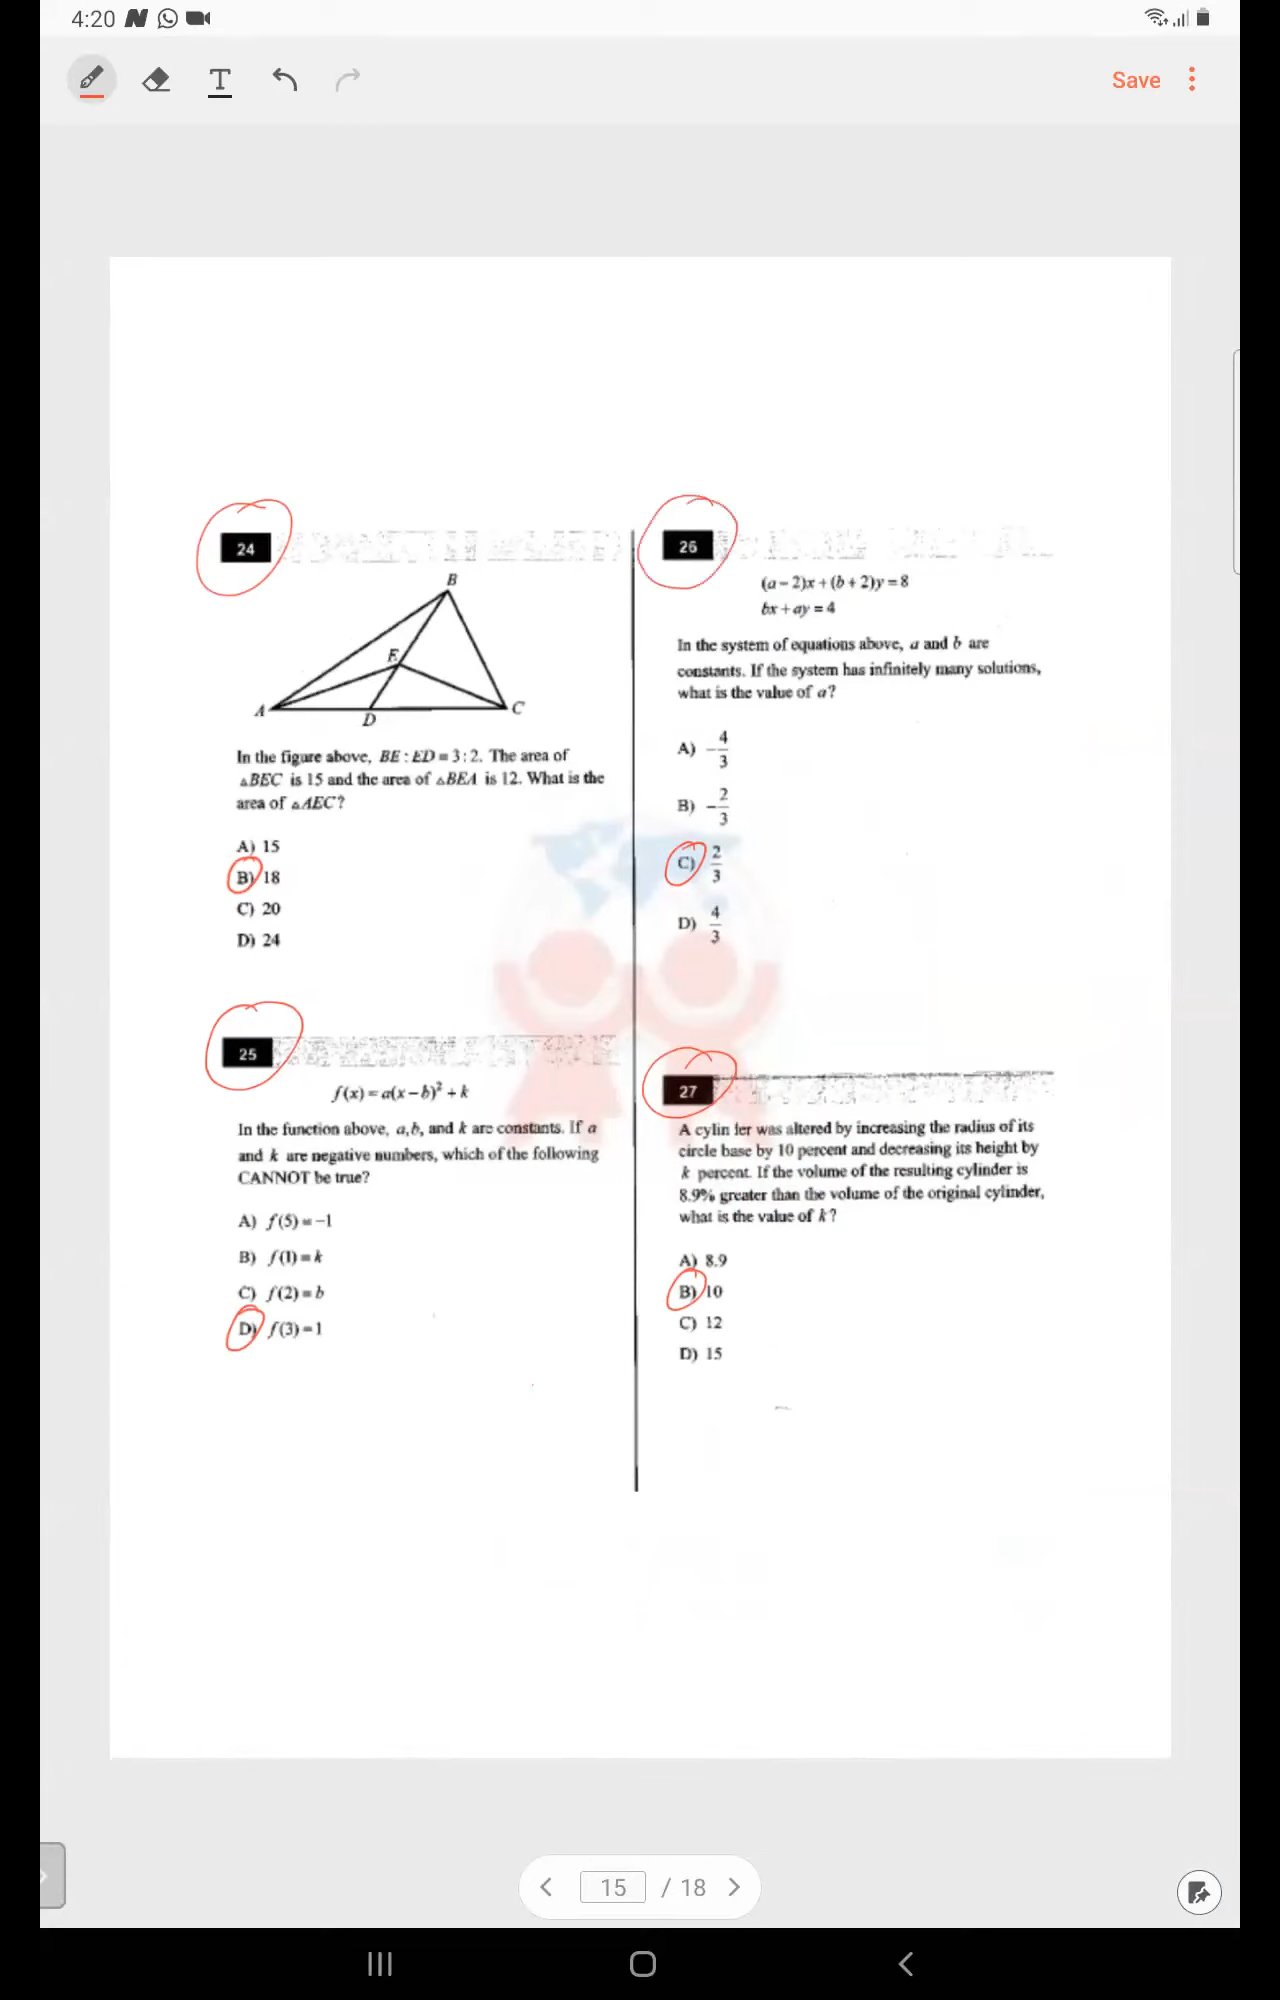 4:20
T
Save
24
B
E
A
D
C
In the figure above, BE : ED = 3 : 2. The area of
△BEC is 15 and the area of △BEA is 12. What is the
area of △AEC?
A) 15
B) 18
C) 20
D) 24
25
f(x) = a(x − b)² + k
In the function above, a, b, and k are constants. If a
and k are negative numbers, which of the following
CANNOT be true?
A) f(5) = −1
B) f(1) = k
C) f(2) = b
D) f(3) = 1
26
(a − 2)x + (b + 2)y = 8
bx + ay = 4
In the system of equations above, a and b are
constants. If the system has infinitely many solutions,
what is the value of a?
A) −4/3
B) −2/3
C) 2/3
D) 4/3
27
A cylin der was altered by increasing the radius of its
circle base by 10 percent and decreasing its height by
k percent. If the volume of the resulting cylinder is
8.9% greater than the volume of the original cylinder,
what is the value of k?
A) 8.9
B) 10
C) 12
D) 15
15 / 18